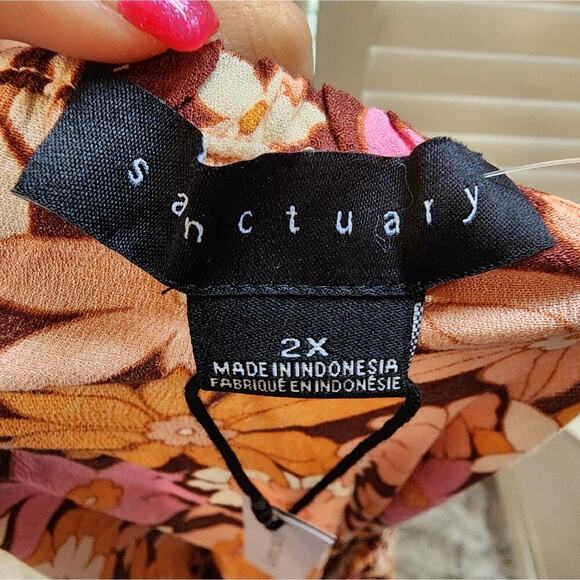 sanctuary
2X
MADE IN INDONESIA
FABRIQUÉ EN INDONÉSIE